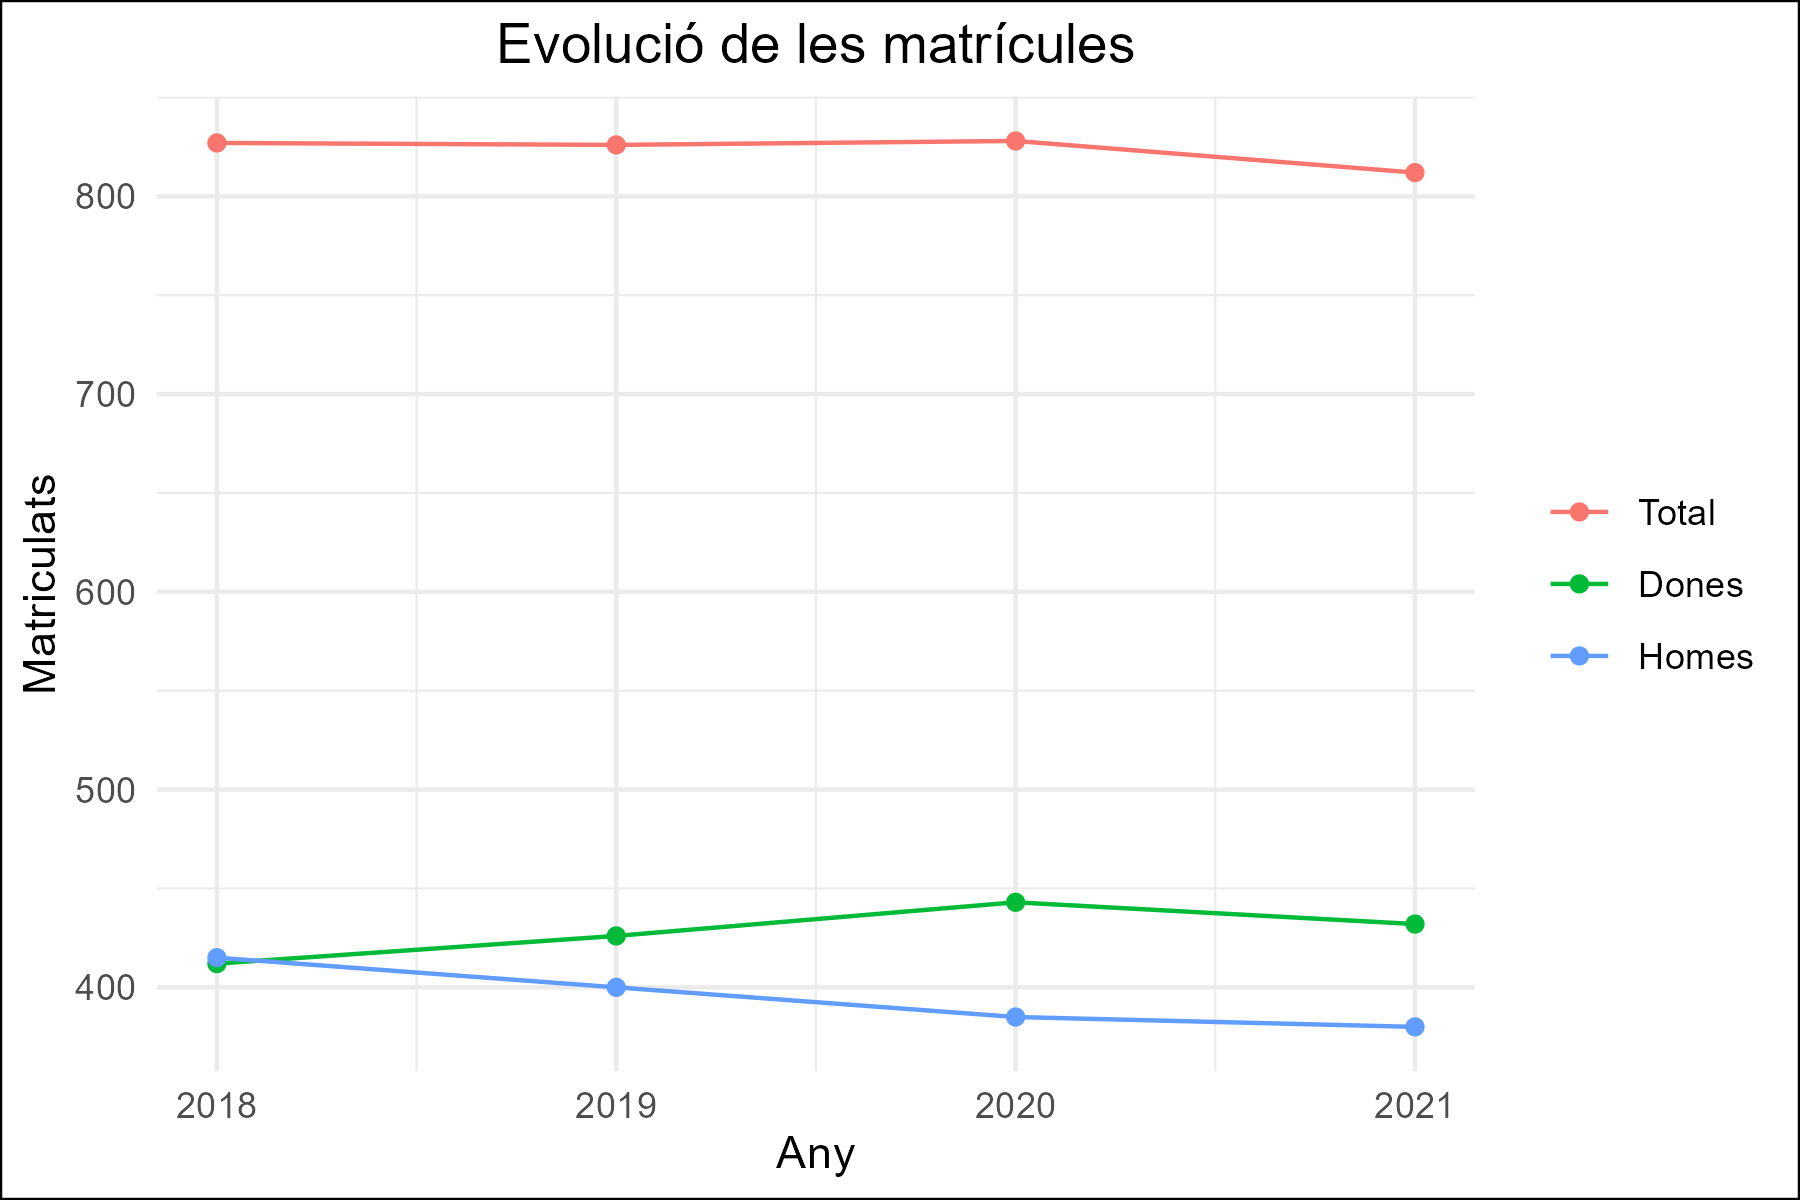 Evolució de les matrícules
800
700
600
500
400
Matriculats
2018
2019
2020
2021
Any
Total
Dones
Homes